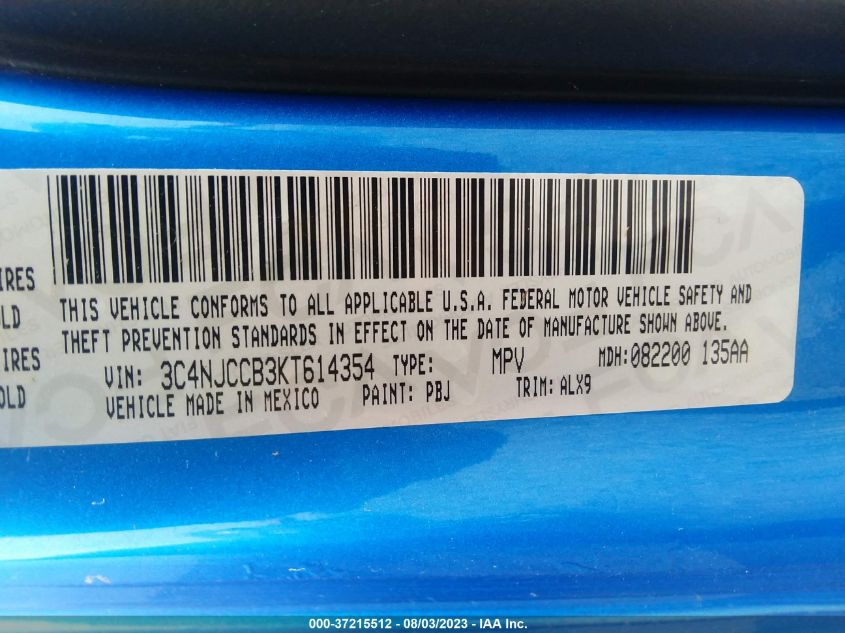 IRES
THIS VEHICLE CONFORMS TO ALL APPLICABLE U.S.A. FEDERAL MOTOR VEHICLE SAFETY AND
OLD
THEFT PREVENTION STANDARDS IN EFFECT ON THE DATE OF MANUFACTURE SHOWN ABOVE.
IRES
VIN: 3C4NJCCB3KT614354 TYPE: MPV MDH:082200 135AA
OLD
VEHICLE MADE IN MEXICO PAINT: PBJ TRIM: ALX9
000-37215512 - 08/03/2023 - IAA Inc.